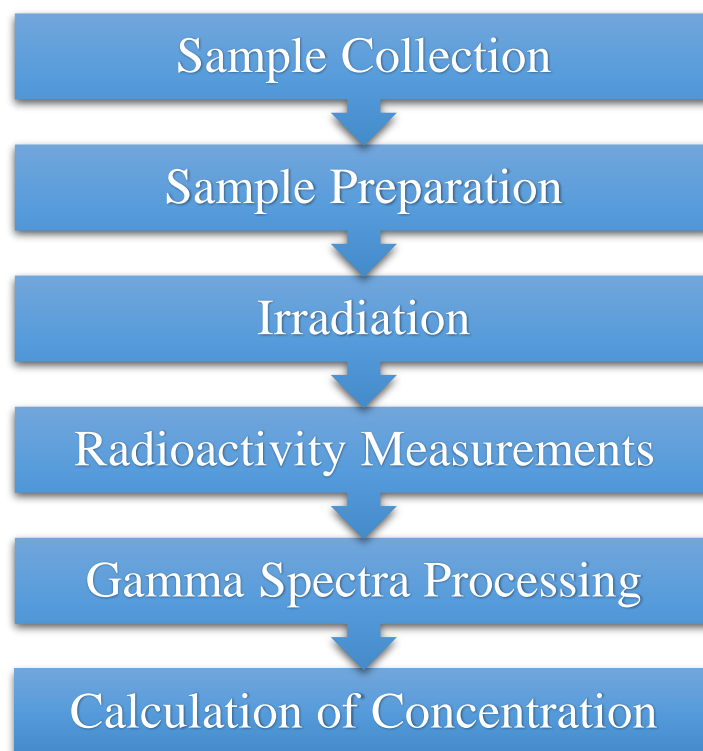 Sample Collection
Sample Preparation
Irradiation
Radioactivity Measurements
Gamma Spectra Processing
Calculation of Concentration